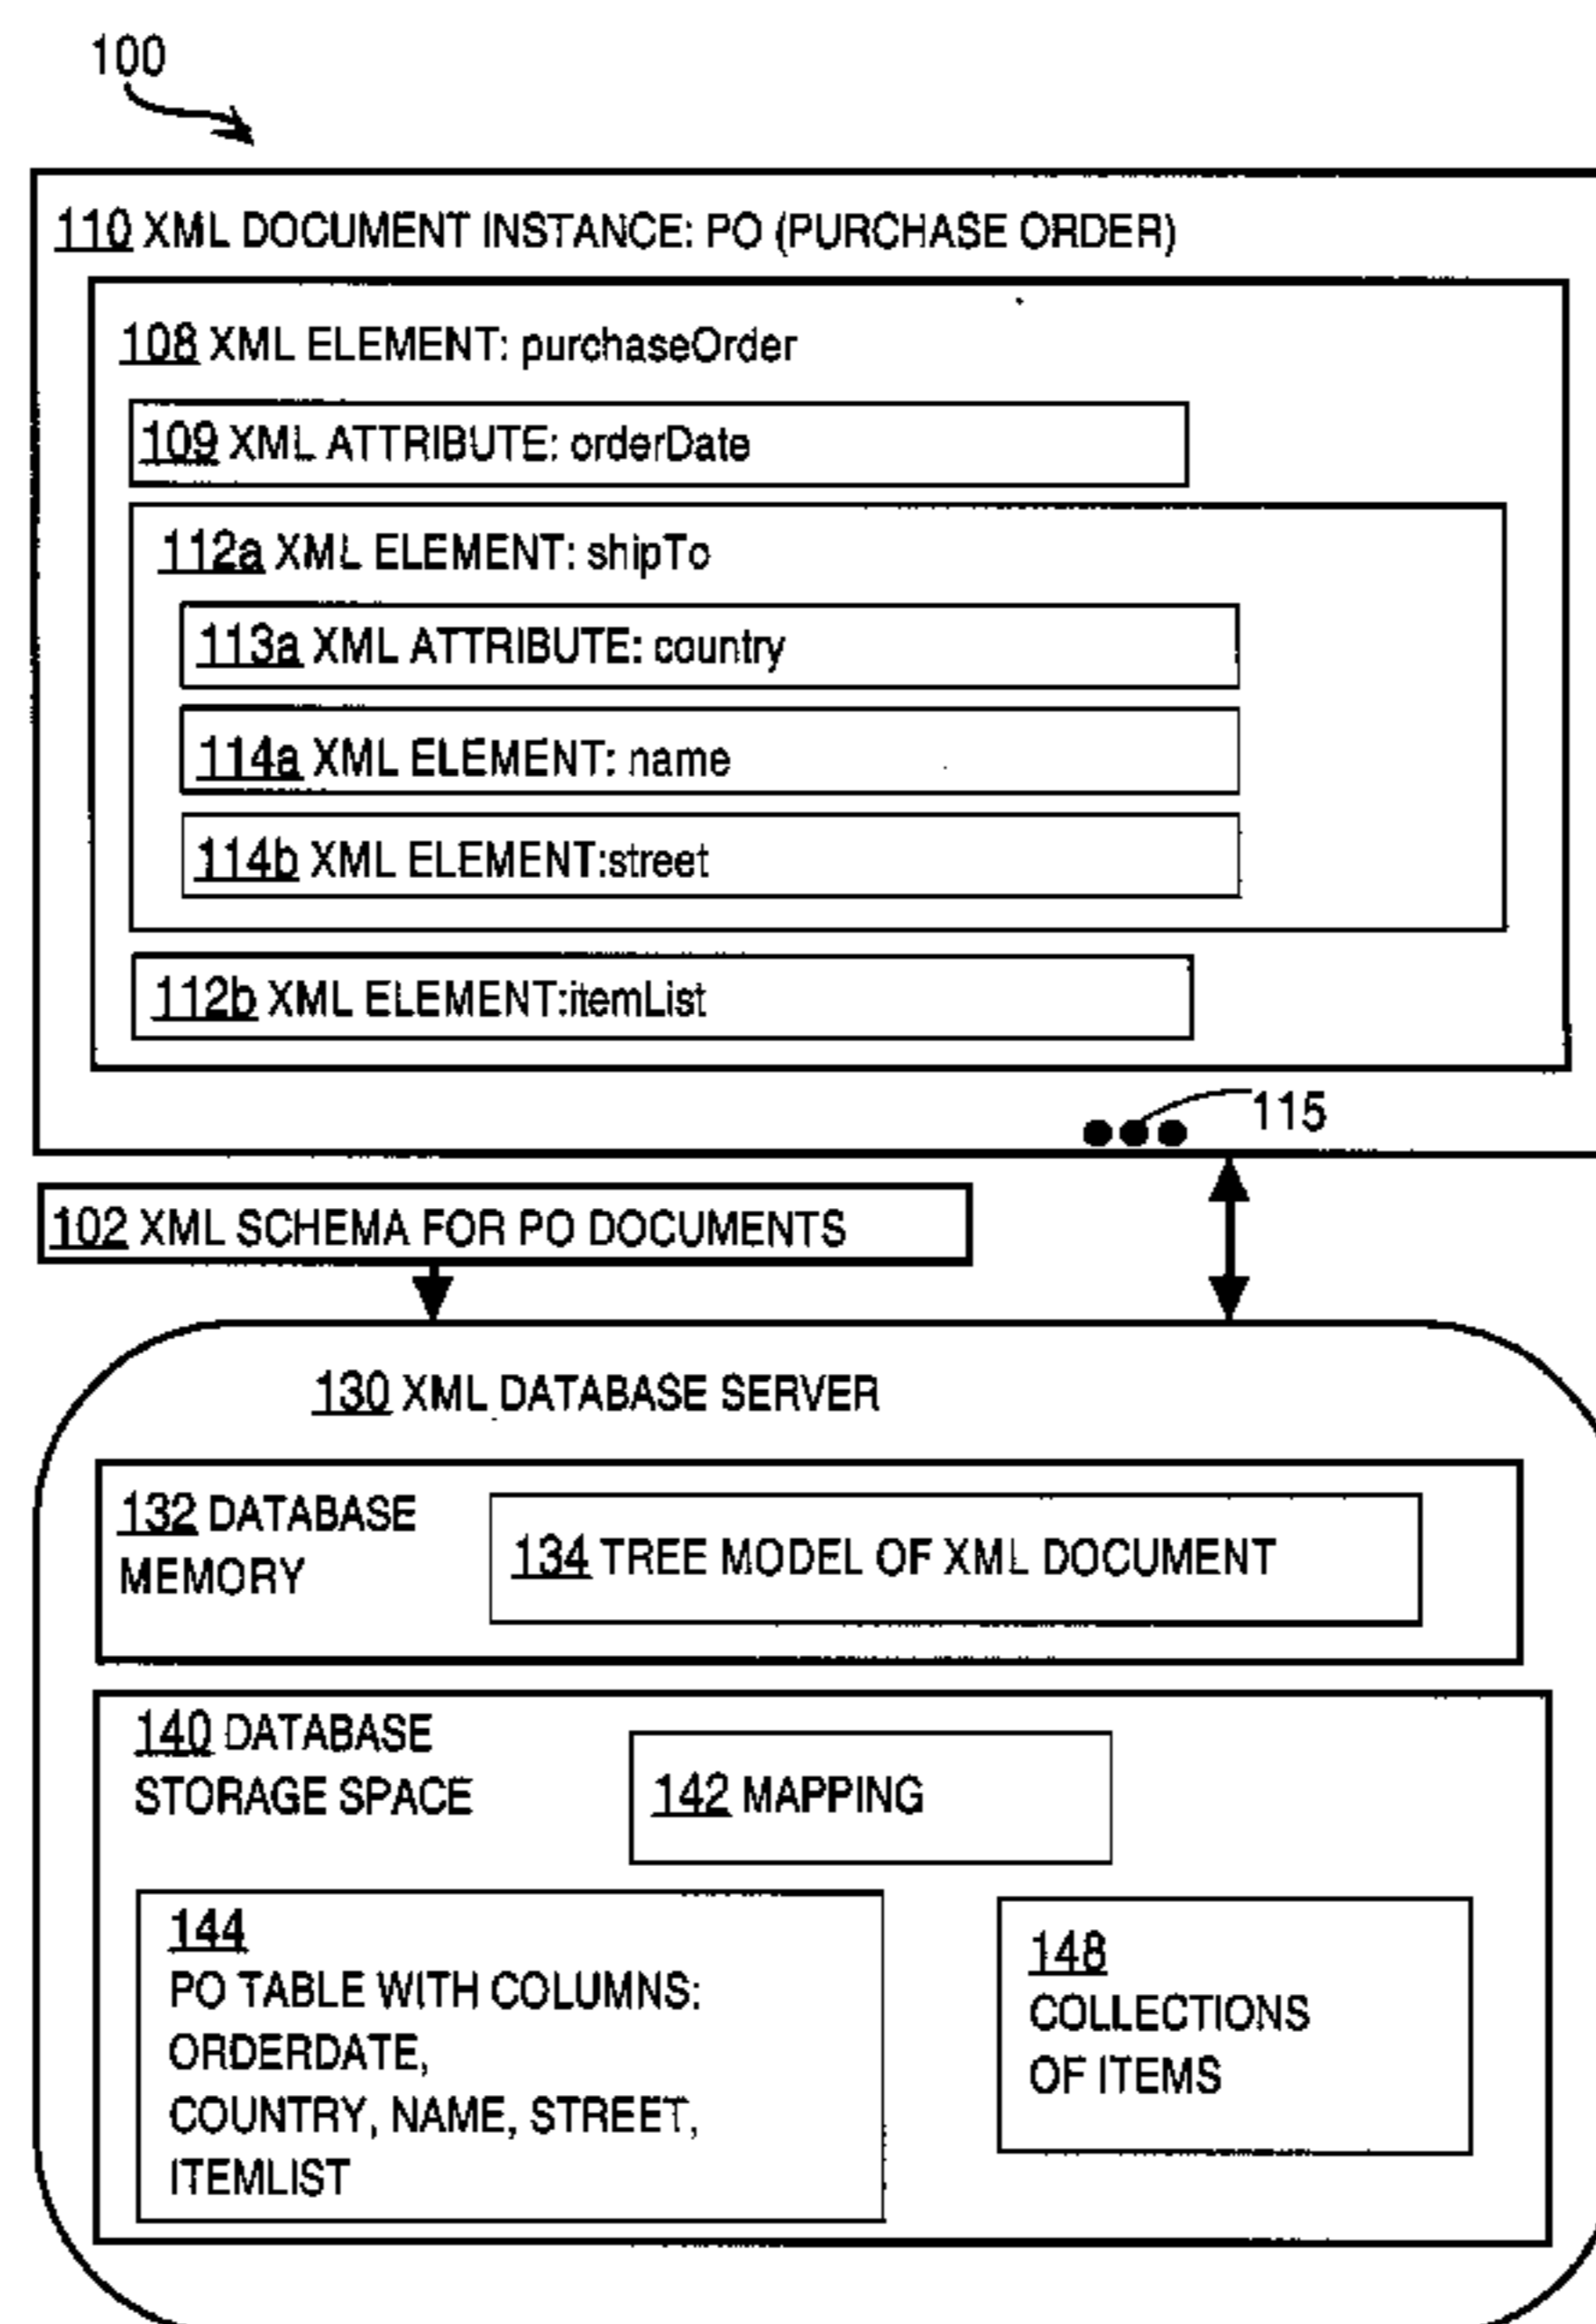 100
110 XML DOCUMENT INSTANCE: PO (PURCHASE ORDER)
108 XML ELEMENT: purchaseOrder
109 XML ATTRIBUTE: orderDate
112a XML ELEMENT: shipTo
113a XML ATTRIBUTE: country
114a XML ELEMENT: name
114b XML ELEMENT:street
112b XML ELEMENT:itemList
115
102 XML SCHEMA FOR PO DOCUMENTS
130 XML DATABASE SERVER
132 DATABASE
MEMORY
134 TREE MODEL OF XML DOCUMENT
140 DATABASE
STORAGE SPACE
142 MAPPING
144
PO TABLE WITH COLUMNS:
ORDERDATE,
COUNTRY, NAME, STREET,
ITEMLIST
148
COLLECTIONS
OF ITEMS